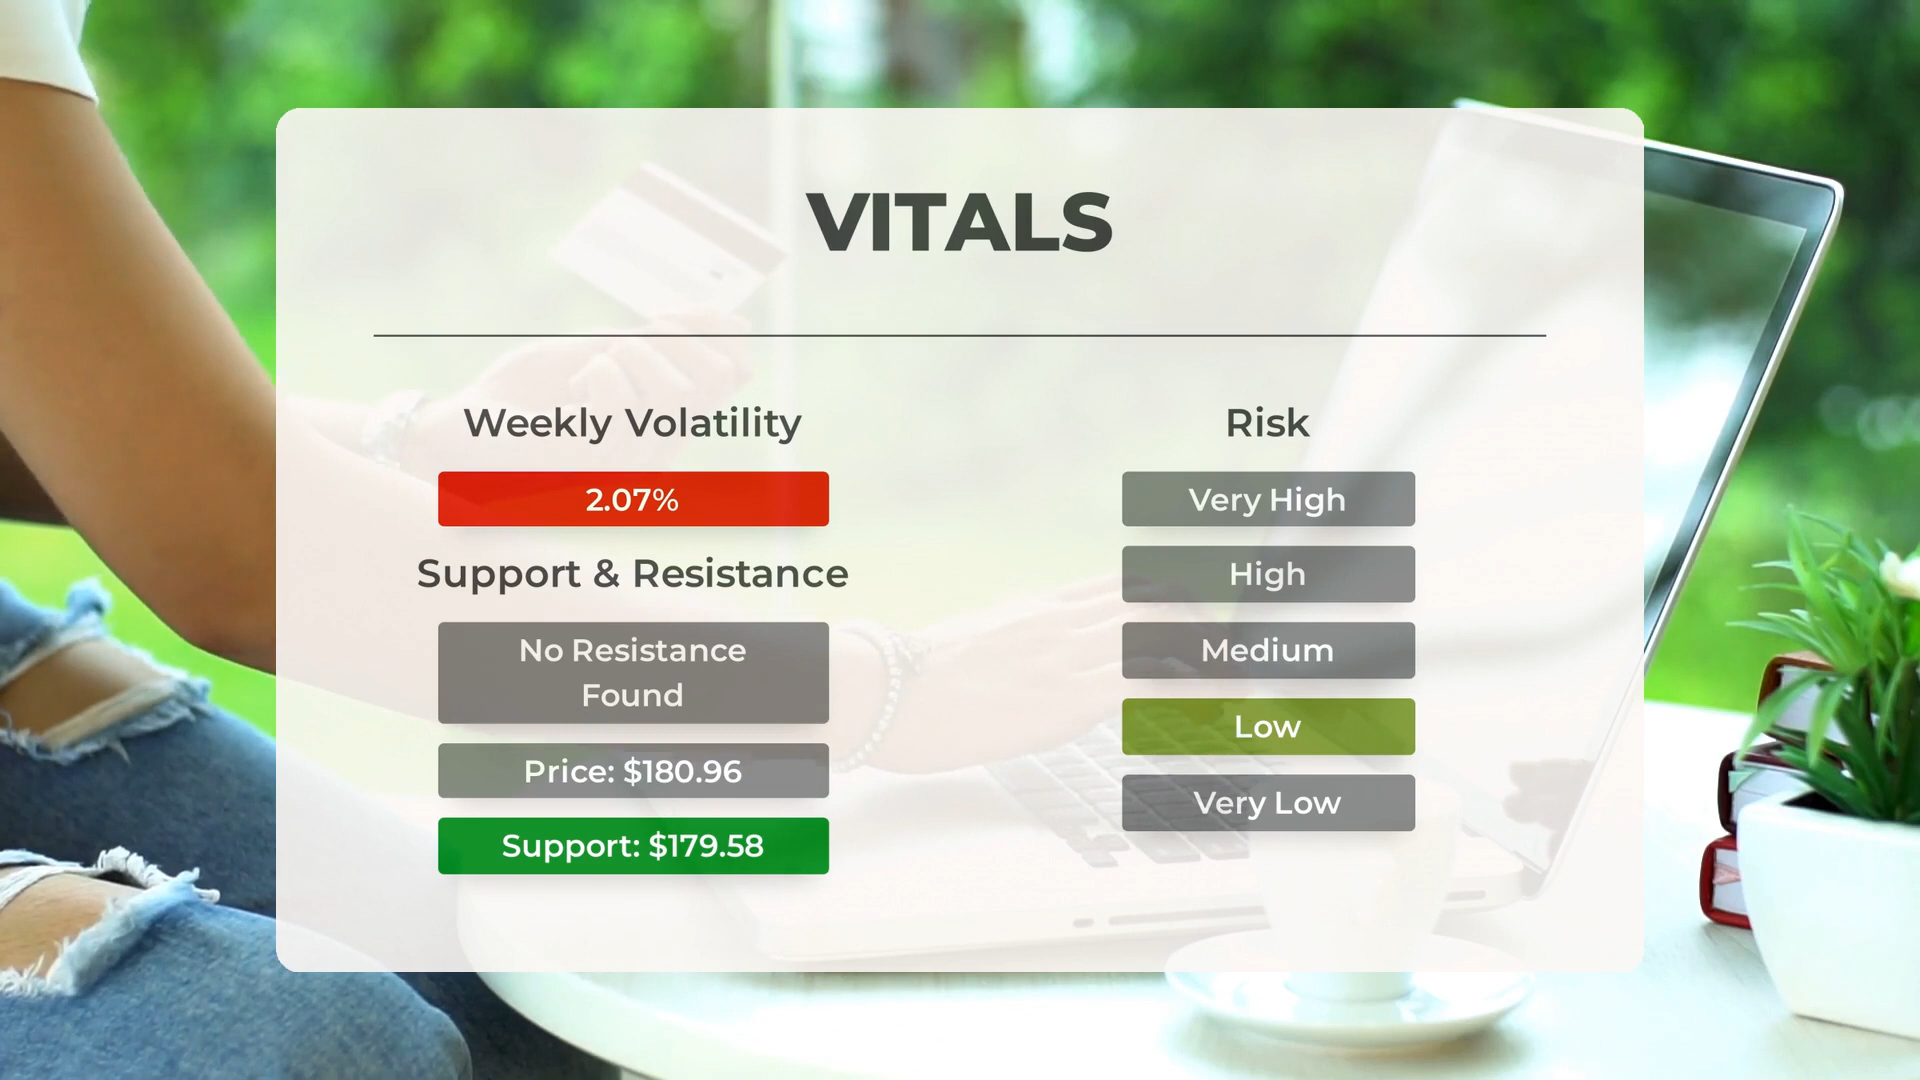 VITALS
Weekly Volatility
2.07%
Support & Resistance
No Resistance
Found
Price: $180.96
Support: $179.58
Risk
Very High
High
Medium
Low
Very Low